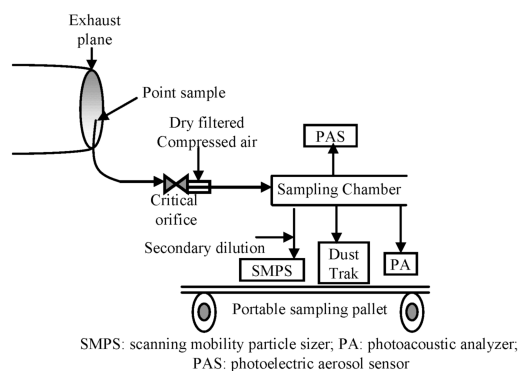 Exhaust
plane
Point sample
Dry filtered
Compressed air
PAS
Sampling Chamber
Critical
orifice
Secondary dilution
SMPS
Dust
Trak
PA
Portable sampling pallet
SMPS: scanning mobility particle sizer; PA: photoacoustic analyzer;
PAS: photoelectric aerosol sensor